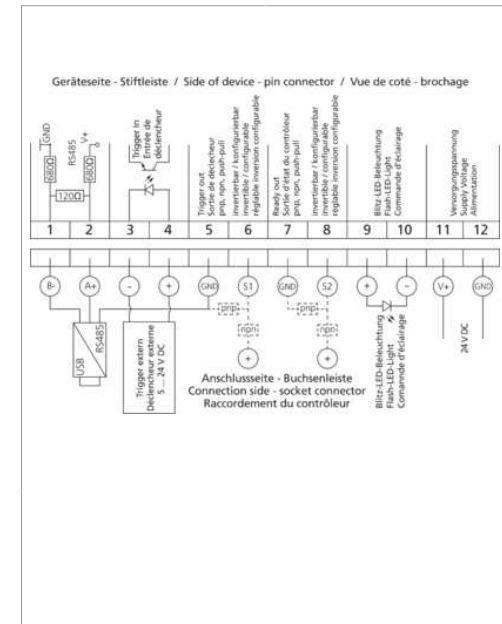 Geräteseite - Stiftleiste / Side of device - pin connector / Vue de coté - brochage
GND
680Ω
RS485
V+
680Ω
120Ω
Trigger in
Entrée de
déclencheur
Trigger out
Sortie de déclecheur
pnp, npn, push-pull
invertierbar / konfigurierbar
invertible / configurable
réglable inversion configurable
Ready out
Sortie d'état du contrôleur
pnp, npn, push-pull
invertierbar / konfigurierbar
invertible / configurable
réglable inversion configurable
Blitz-LED-Beleuchtung
Flash-LED-Light
Commande d'éclairage
Versorgungsspannung
Supply Voltage
Alimentation
1 2 3 4 5 6 7 8 9 10 11 12
B- A+ – + GND S1 GND S2 + – V+ GND
pnp
npn
+
pnp
npn
+
USB
RS485
Trigger extern
Déclencheur externe
5 ... 24 V DC
Blitz-LED-Beleuchtung
Flash-LED-Light
Comannde d'éclairage
24 V DC
Anschlussseite - Buchsenleiste
Connection side - socket connector
Raccordement du contrôleur